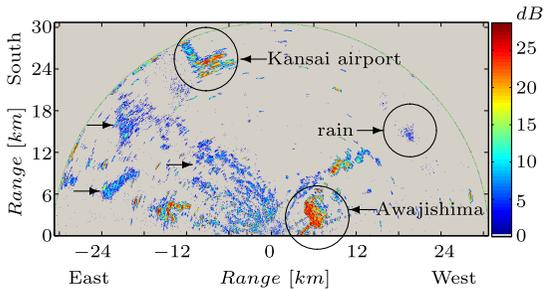 dB
30
24
18
12
6
0
Range [km] South
Kansai airport
rain
Awajishima
25
20
15
10
5
0
−24 −12 0 12 24
East Range [km] West